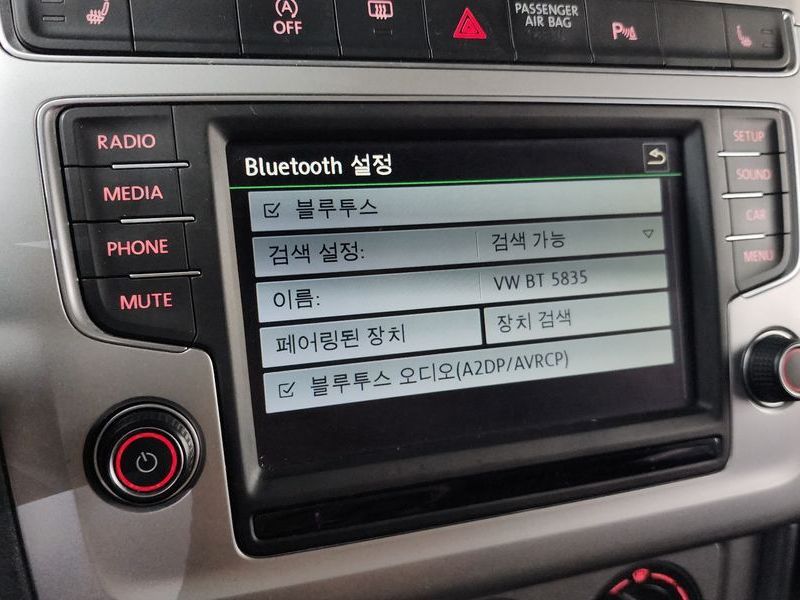 OFF
PASSENGER
AIR BAG
RADIO
MEDIA
PHONE
MUTE
Bluetooth 설정
블루투스
검색 설정: 검색 가능
이름: VW BT 5835
페어링된 장치 장치 검색
블루투스 오디오(A2DP/AVRCP)
SETUP
SOUND
CAR
MENU